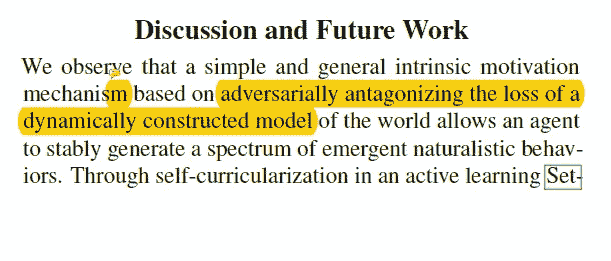 Discussion and Future Work
We observe that a simple and general intrinsic motivation
mechanism based on adversarially antagonizing the loss of a
dynamically constructed model of the world allows an agent
to stably generate a spectrum of emergent naturalistic behav-
iors. Through self-curricularization in an active learning Set-